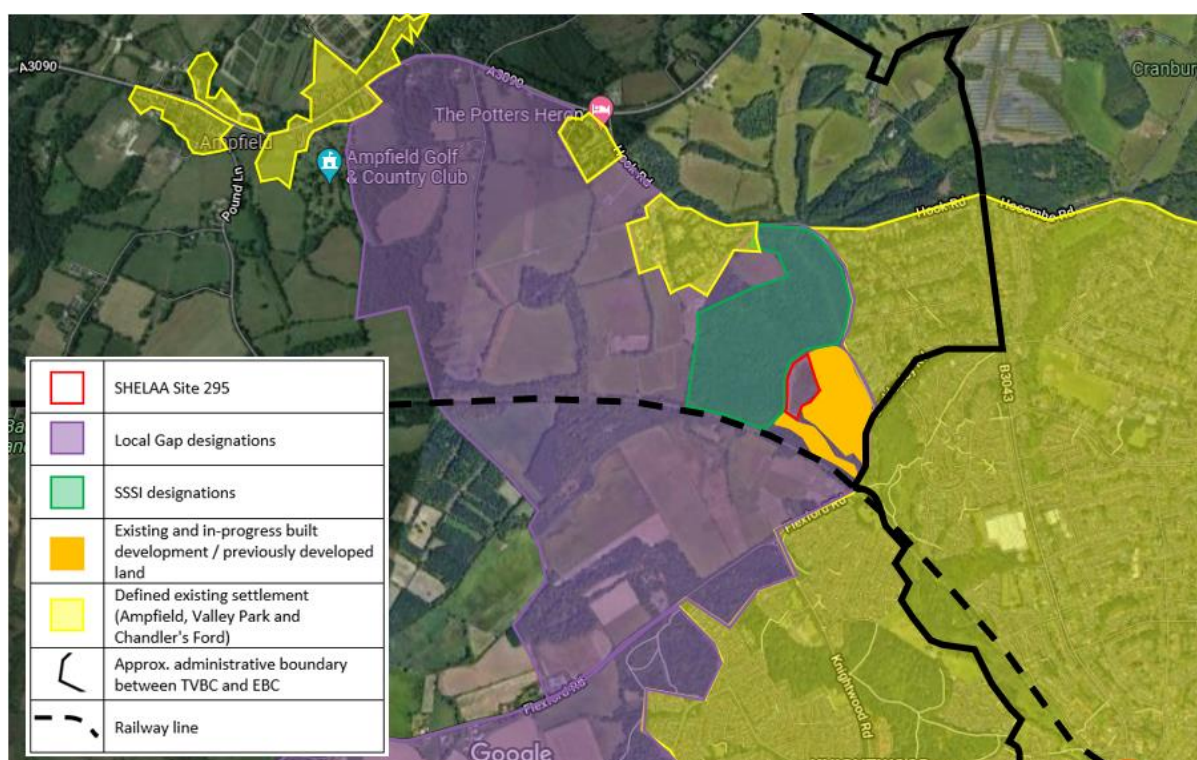 A3090
A3090
Cranbur
The Potters Heron
Ampfield
Ampfield Golf
& Country Club
Hook Rd
Pound Ln
Hook Rd
Hocombe Rd
B3043
SHELAA Site 295
Local Gap designations
SSSI designations
Existing and in-progress built
development / previously developed
land
Defined existing settlement
(Ampfield, Valley Park and
Chandler's Ford)
Approx. administrative boundary
between TVBC and EBC
Railway line
Flexford Rd
Flexford Rd
Knightwood Rd
Google